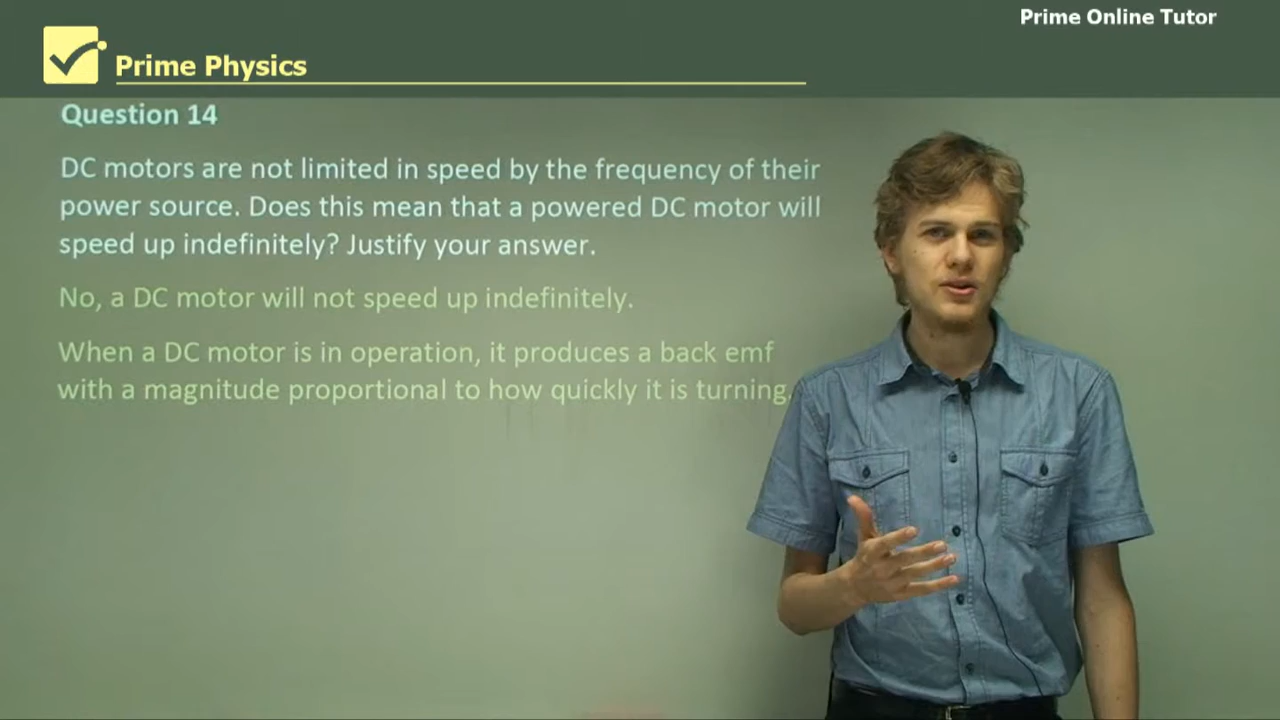 Prime Online Tutor
Prime Physics
Question 14
DC motors are not limited in speed by the frequency of their
power source. Does this mean that a powered DC motor will
speed up indefinitely? Justify your answer.
No, a DC motor will not speed up indefinitely.
When a DC motor is in operation, it produces a back emf
with a magnitude proportional to how quickly it is turning.